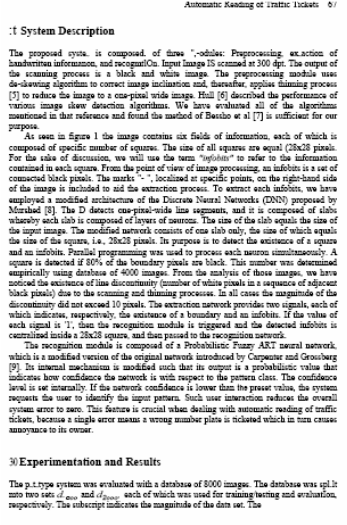 Automatic Reading of Traffic Tickets 67
:t System Description
The proposed syste. is composed. of three ",-odules: Preprocessing, ex.action of
handwritten informanon, and recogmlOn. Input Image IS scanned at 300 dpt. The output of
the scanning process is a black and white image. The preprocessing module uses
de-skewing algorithm to correct image inclination and, thereafter, applies thinning process
[5] to reduce the image to a one-pixel wide image. Hull [6] described the performance of
various image skew detection algorithms. We have evaluated all of the algorithms
mentioned in that reference and found the method of Bessho et al [7] is sufficient for our
purpose.
As seen in figure 1 the image contains six fields of information, each of which is
composed of specific number of squares. The size of all squares are equal (28x28 pixels).
For the sake of discussion, we will use the term "infobits" to refer to the information
contained in each square. From the point of view of image processing, an infobits is a set of
connected black pixels. The marks "- ", localized at specific points, on the right-hand side
of the image is included to aid the extraction process. To extract each infobits, we have
employed a modified architecture of the Discrete Neural Networks (DNN) proposed by
Murshed [8]. The D detects one-pixel-wide line segments, and it is composed of slabs
whereby each slab is composed of layers of neurons. The size of the slab equals the size of
the input image. The modified network consists of one slab only, the size of which equals
the size of the square, i.e., 28x28 pixels. Its purpose is to detect the existence of a square
and an infobits. Parallel programming was used to process each neuron simultaneously. A
square is detected if 80% of the boundary pixels are black. This number was determined
empirically using database of 4000 images. From the analysis of those images, we have
noticed the existence of line discontinuity (number of white pixels in a sequence of adjacent
black pixels) due to the scanning and thinning processes. In all cases the magnitude of the
discontinuity did not exceed 10 pixels. The extraction network provides two signals, each of
which indicates, respectively, the existence of a boundary and an infobits. If the value of
each signal is '1', then the recognition module is triggered and the detected infobits is
centralized inside a 28x28 square, and then passed to the recognition network.
The recognition module is composed of a Probabilistic Fuzzy ART neural network,
which is a modified version of the original network introduced by Carpenter and Grossberg
[9]. Its internal mechanism is modified such that its output is a probabilistic value that
indicates how confidence the network is with respect to the pattern class. The confidence
level is set internally. If the network confidence is lower than the preset value, the system
requests the user to identify the input pattern. Such user interaction reduces the overall
system error to zero. This feature is crucial when dealing with automatic reading of traffic
tickets, because a single error means a wrong number plate is ticketed which in turn causes
annoyance to its owner.
30 Experimentation and Results
The p.t.type system was evaluated with a database of 8000 images. The database was spl.lt
mto two sets and each of which was used for training/testing and evaluation,
respectively. The subscript indicates the magnitude of the data set. The